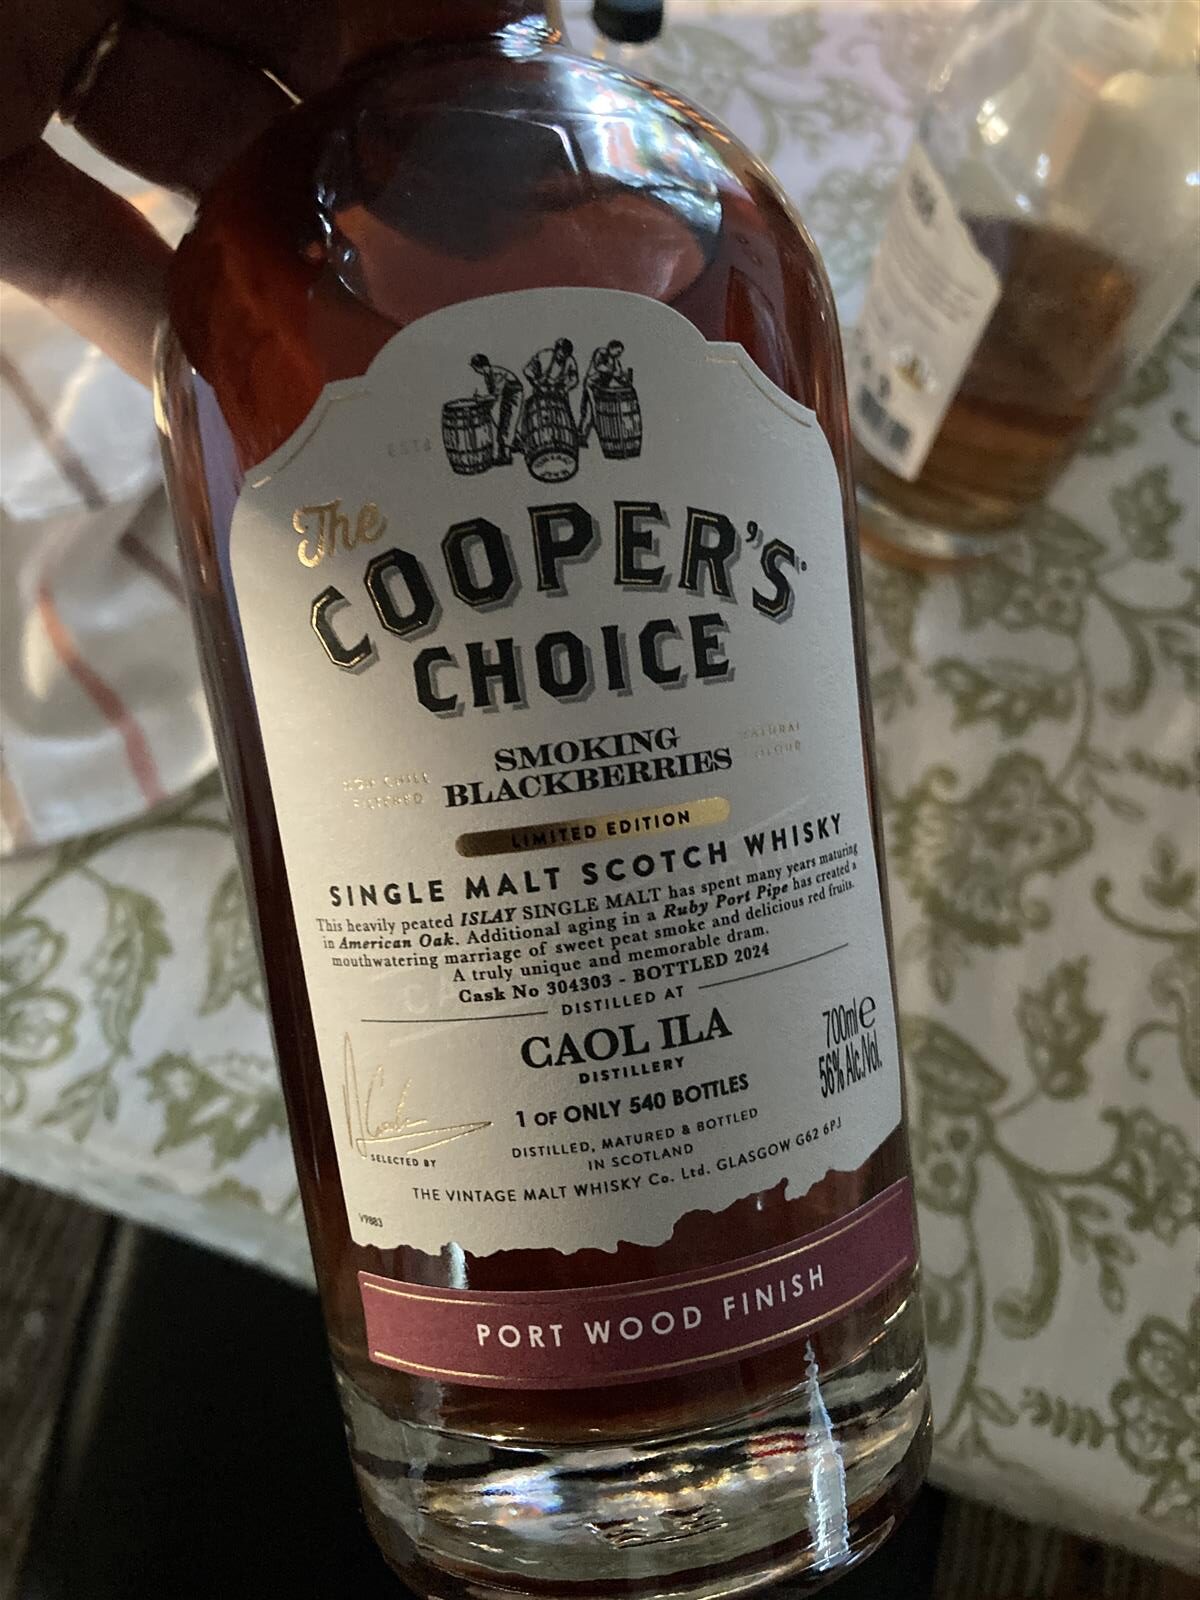 The
COOPER'S
CHOICE
SMOKING
BLACKBERRIES
NON CHILL
FILTERED
NATURAL
COLOUR
LIMITED EDITION
SINGLE MALT SCOTCH WHISKY
This heavily peated ISLAY SINGLE MALT has spent many years maturing
in American Oak. Additional aging in a Ruby Port Pipe has created a
mouthwatering marriage of sweet peat smoke and delicious red fruits.
A truly unique and memorable dram.
Cask No 304303 - BOTTLED 2024
DISTILLED AT
CAOL ILA
DISTILLERY
1 OF ONLY 540 BOTTLES
700ml e
56% Alc./Vol.
SELECTED BY
DISTILLED, MATURED & BOTTLED
IN SCOTLAND
THE VINTAGE MALT WHISKY Co. Ltd. GLASGOW G62 6PJ
V9883
PORT WOOD FINISH